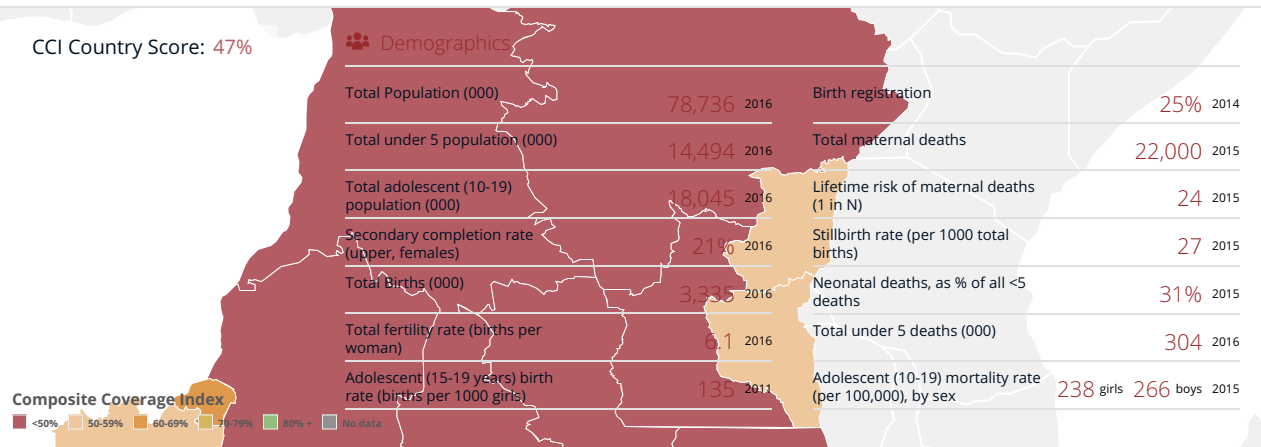 CCI Country Score: 47%
Demographics
Total Population (000) 78,736 2016
Total under 5 population (000) 14,494 2016
Total adolescent (10-19)
population (000) 18,045 2016
Secondary completion rate
(upper, females) 21% 2016
Total Births (000) 3,335 2016
Total fertility rate (births per
woman) 6.1 2016
Adolescent (15-19 years) birth
rate (births per 1000 girls) 135 2011
Birth registration 25% 2014
Total maternal deaths 22,000 2015
Lifetime risk of maternal deaths
(1 in N) 24 2015
Stillbirth rate (per 1000 total
births) 27 2015
Neonatal deaths, as % of all <5
deaths 31% 2015
Total under 5 deaths (000) 304 2016
Adolescent (10-19) mortality rate
(per 100,000), by sex 238 girls 266 boys 2015
Composite Coverage Index
<50% 50-59% 60-69% 70-79% 80% + No data